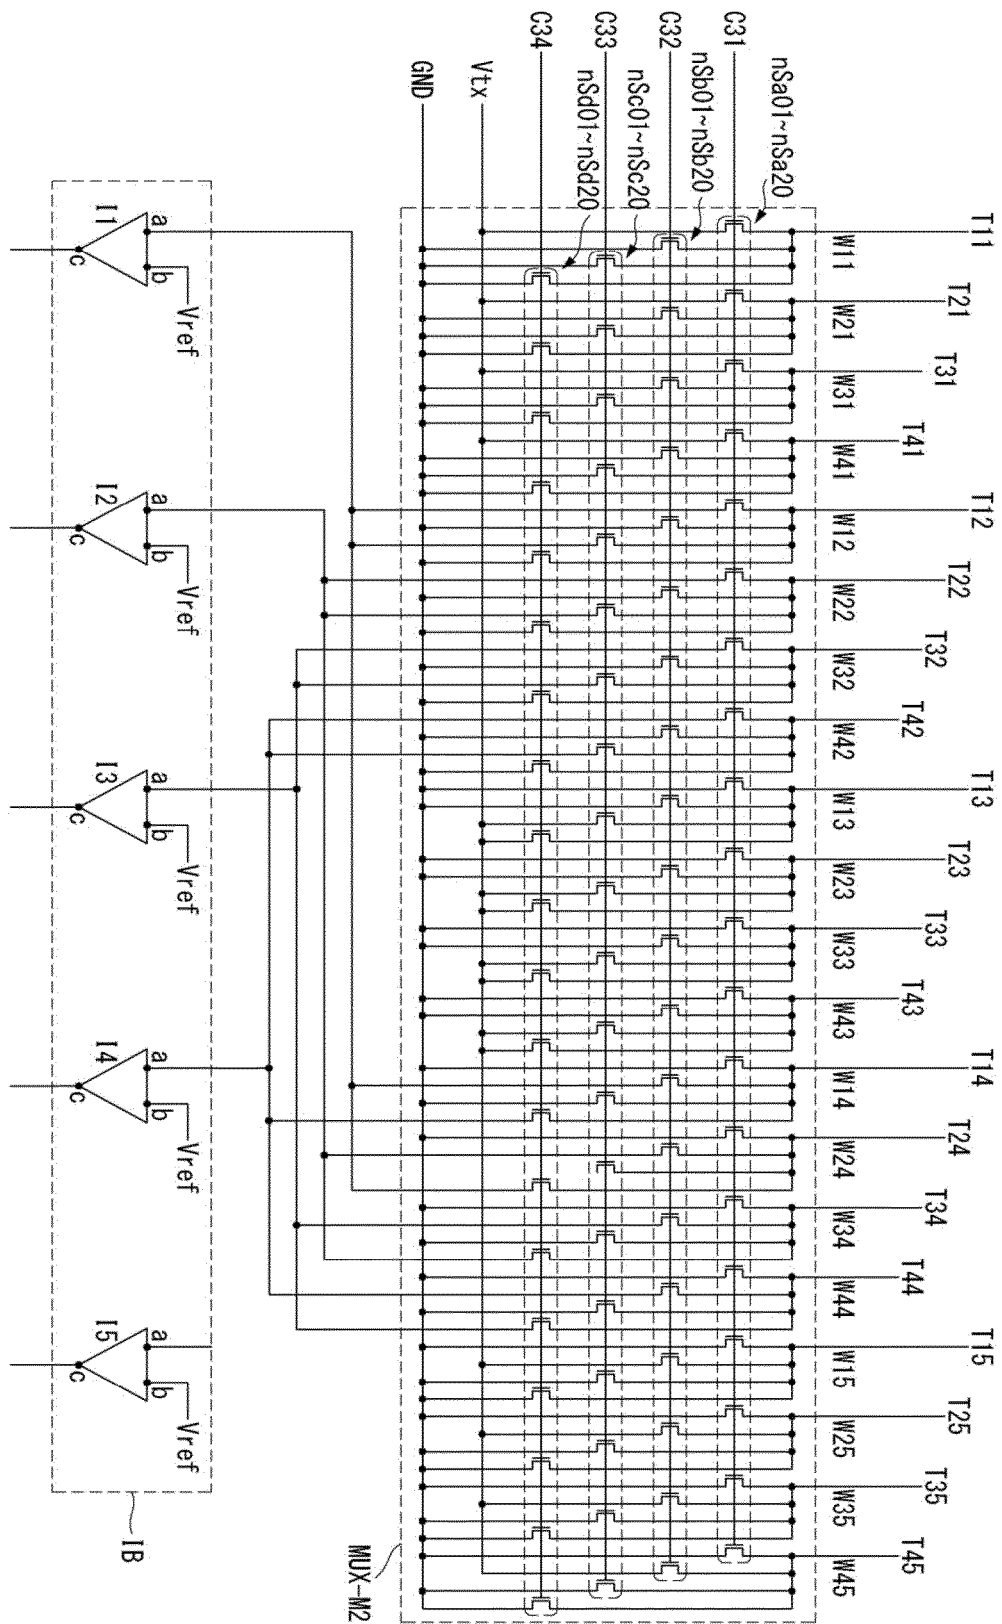 T11
T21
T31
T41
T12
T22
T32
T42
T13
T23
T33
T43
T14
T24
T34
T44
T15
T25
T35
T45
W11
W21
W31
W41
W12
W22
W32
W42
W13
W23
W33
W43
W14
W24
W34
W44
W15
W25
W35
W45
nSa01~nSa20
C31
nSb01~nSb20
C32
nSc01~nSc20
C33
nSd01~nSd20
C34
Vtx
GND
MUX-M2
a
b
c
I1
Vref
a
b
c
I2
Vref
a
b
c
I3
Vref
a
b
c
I4
Vref
a
b
c
I5
Vref
IB